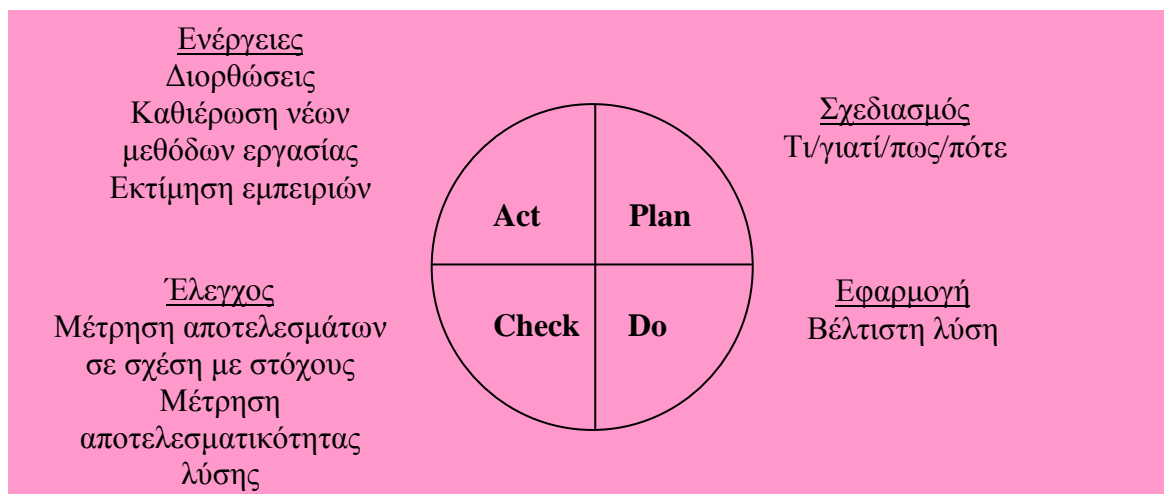 Ενέργειες
Διορθώσεις
Καθιέρωση νέων
μεθόδων εργασίας
Εκτίμηση εμπειριών
Σχεδιασμός
Τι/γιατί/πως/πότε
Act
Plan
Check
Do
Έλεγχος
Μέτρηση αποτελεσμάτων
σε σχέση με στόχους
Μέτρηση
αποτελεσματικότητας
λύσης
Εφαρμογή
Βέλτιστη λύση